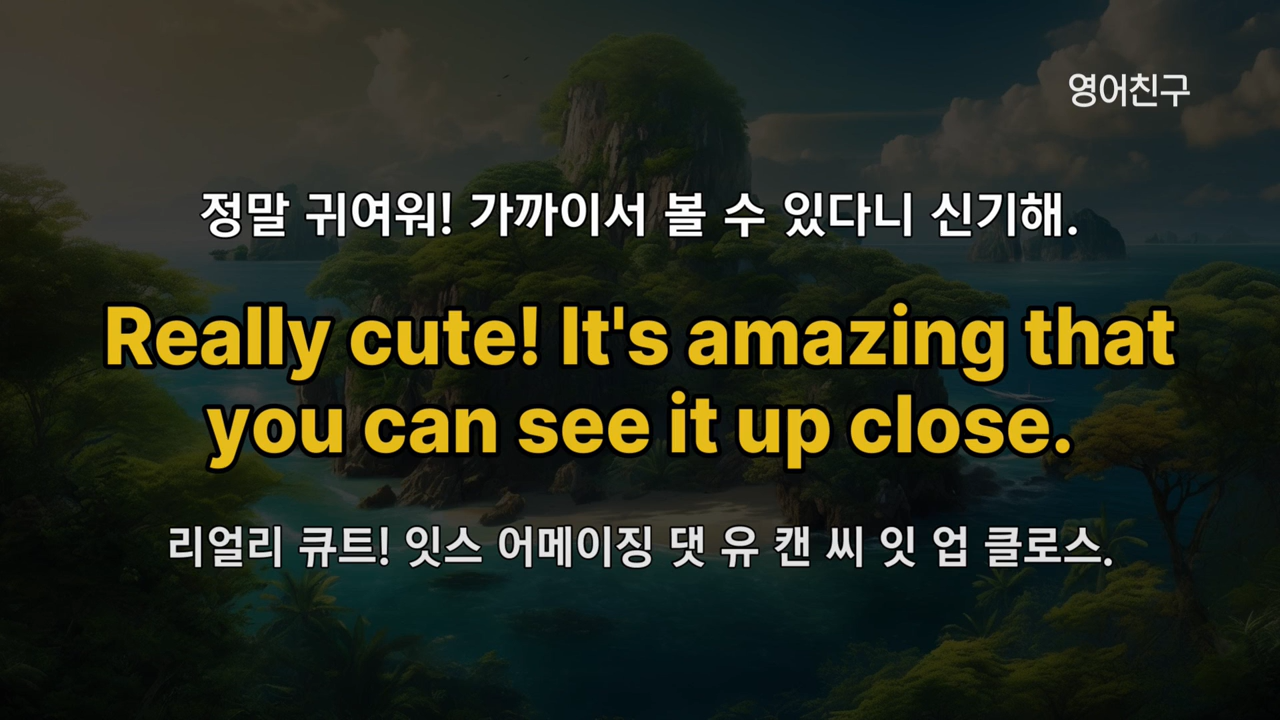 영어친구
정말 귀여워! 가까이서 볼 수 있다니 신기해.
Really cute! It's amazing that
you can see it up close.
리얼리 큐트! 잇스 어메이징 댓 유 캔 씨 잇 업 클로스.